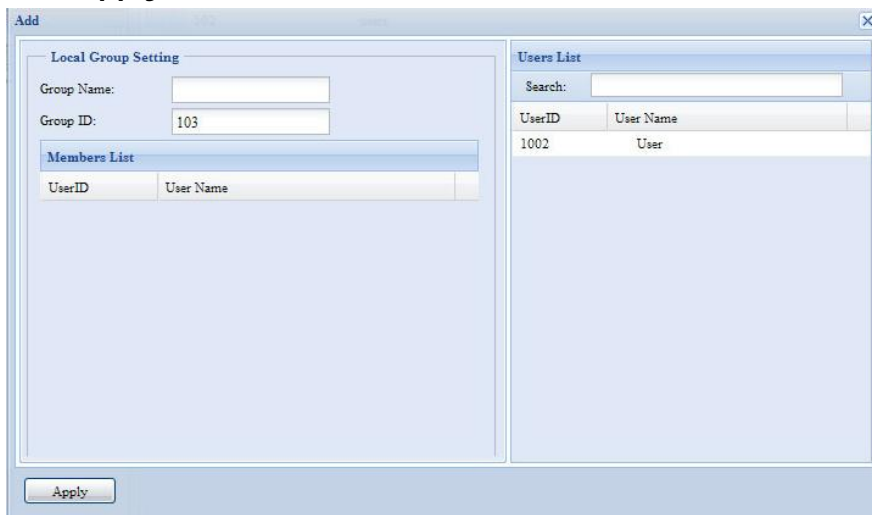 Add
Local Group Setting
Group Name:
Group ID: 103
Members List
UserID User Name
Users List
Search:
UserID User Name
1002 User
Apply